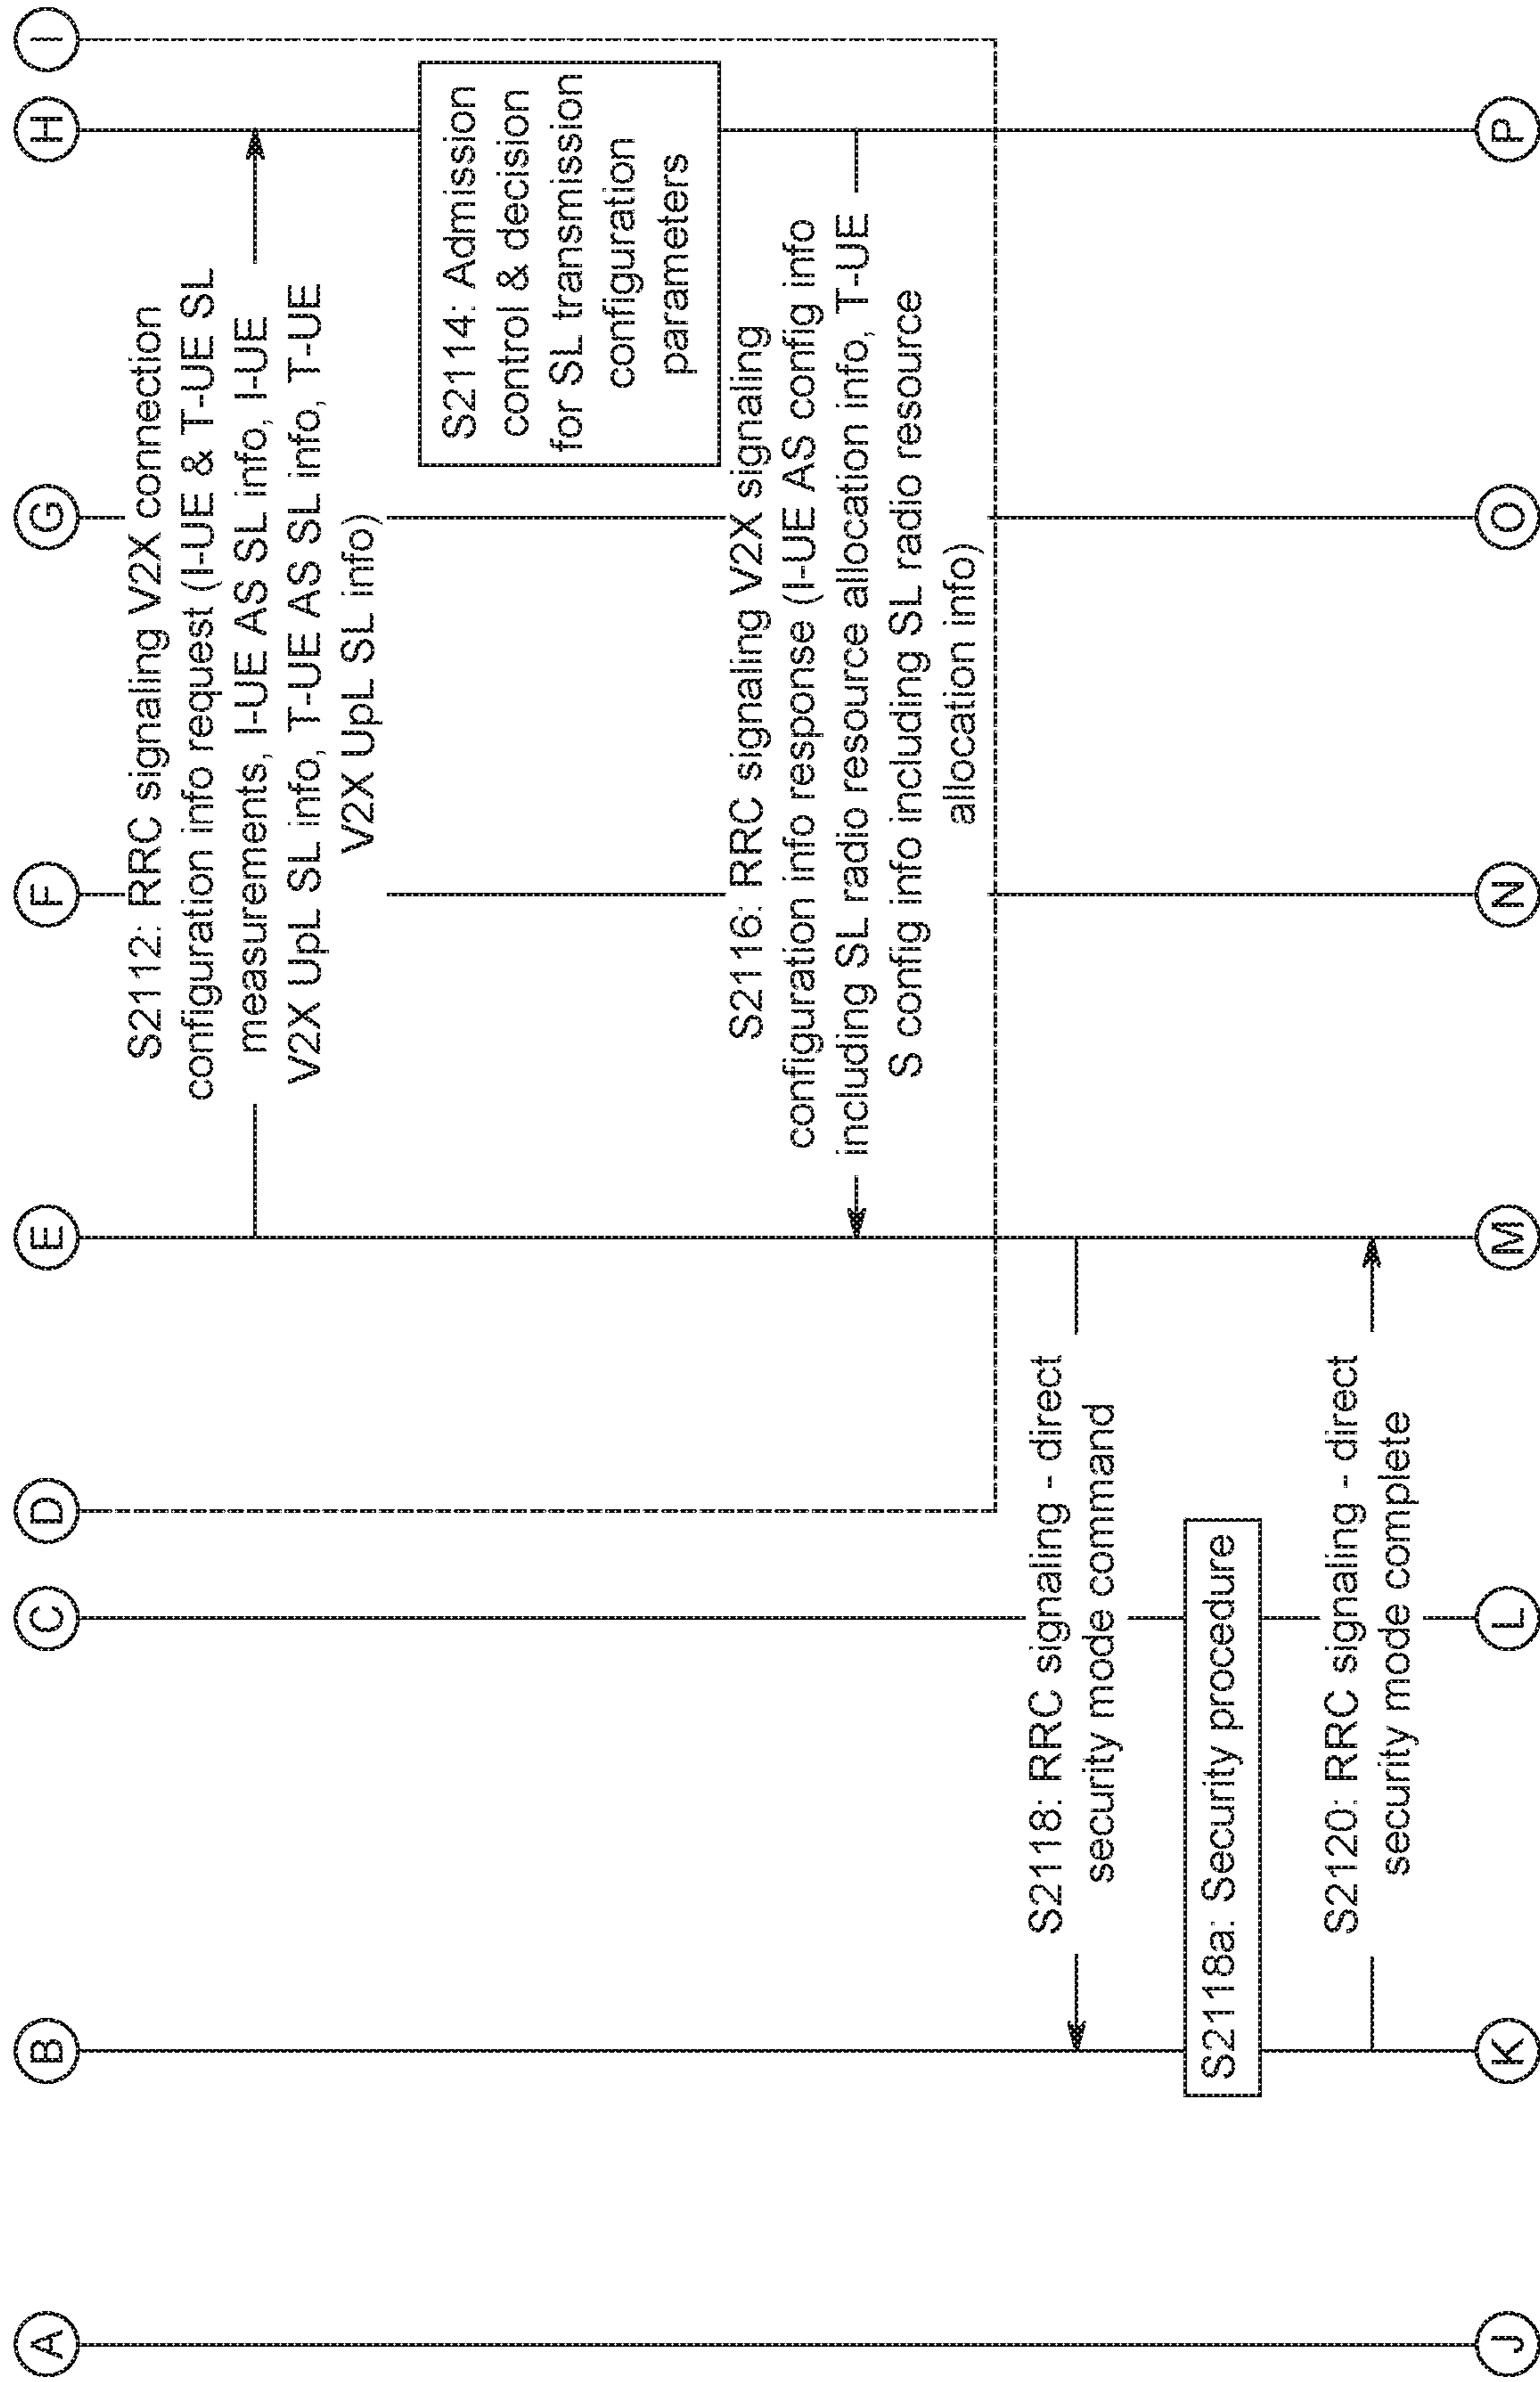 A
B
C
D
E
F
G
H
I
S2112: RRC signaling V2X connection
configuration info request (I-UE & T-UE SL
measurements, I-UE AS SL info, I-UE
V2X UpL SL info, T-UE AS SL info, T-UE
V2X UpL SL info)
S2114: Admission
control & decision
for SL transmission
configuration
parameters
S2116: RRC signaling V2X signaling
configuration info response (I-UE AS config info
including SL radio resource allocation info, T-UE
S config info including SL radio resource
allocation info)
S2118: RRC signaling - direct
security mode command
S2118a: Security procedure
S2120: RRC signaling - direct
security mode complete
J
K
L
M
N
O
P